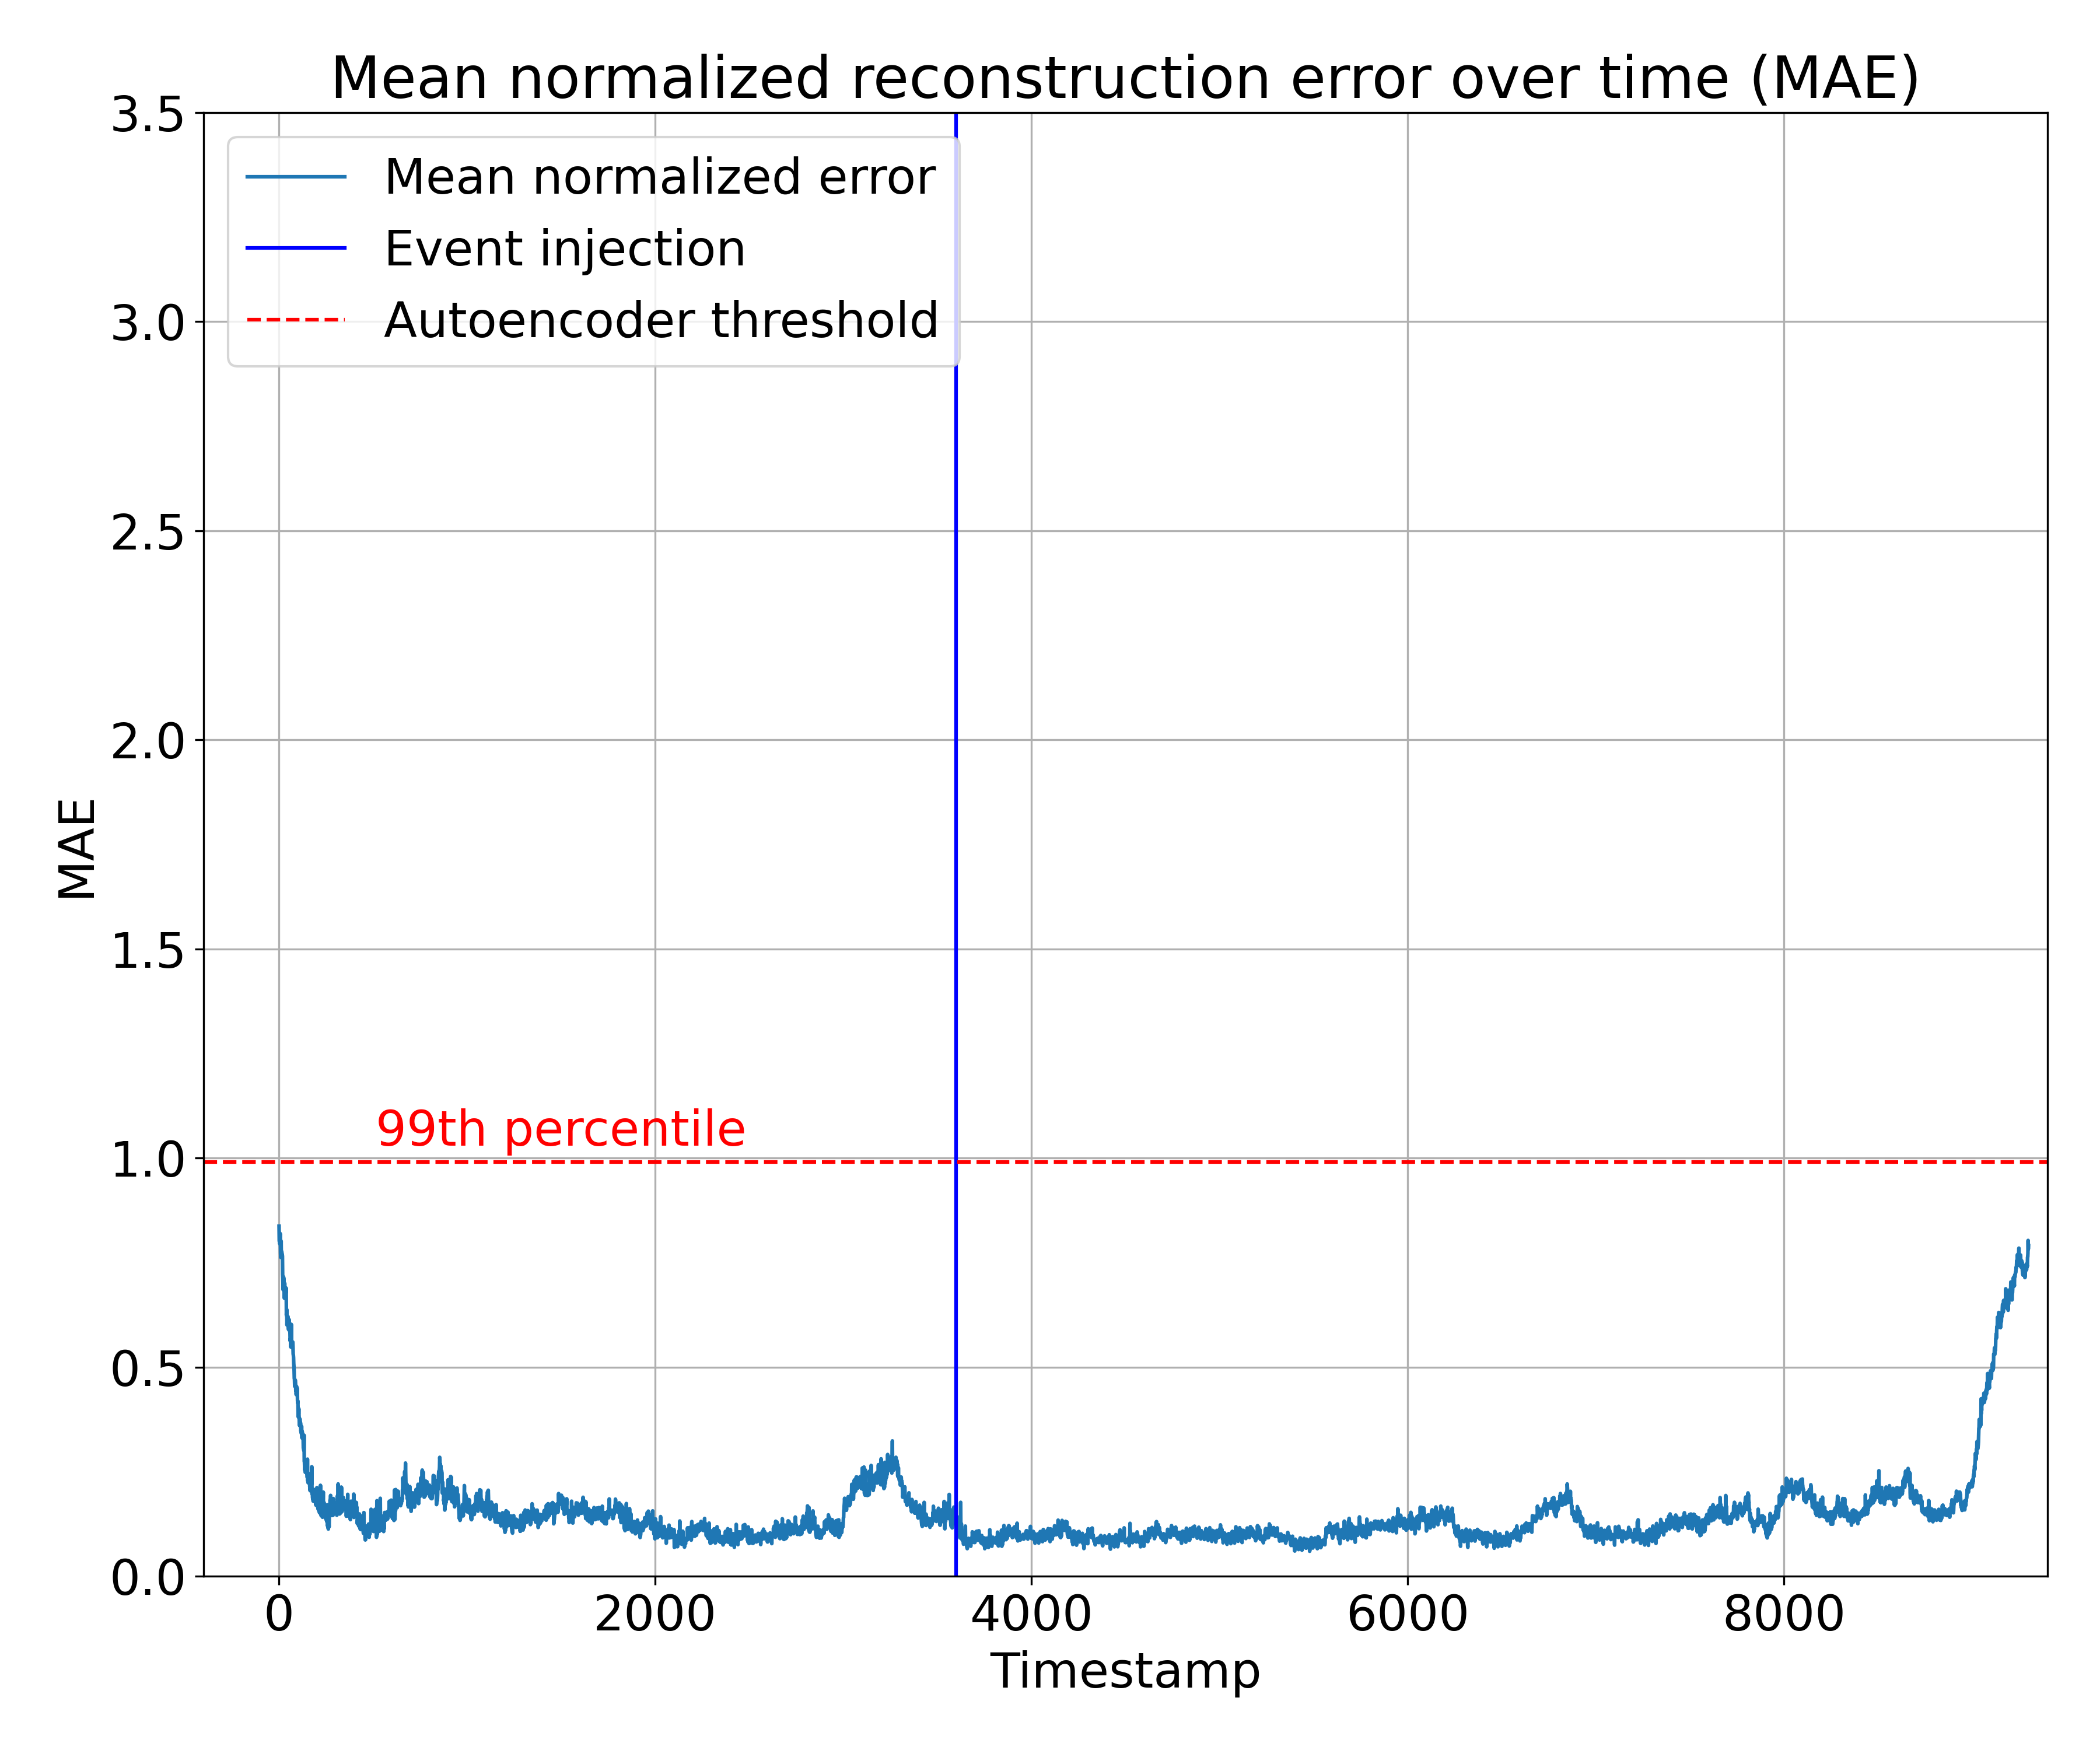 Mean normalized reconstruction error over time (MAE)
3.5
Mean normalized error
Event injection
3.0
Autoencoder threshold
2.5
2.0
MAE
1.5
99th percentile
1.0
0.5
0.0
0 2000 4000 6000 8000
Timestamp